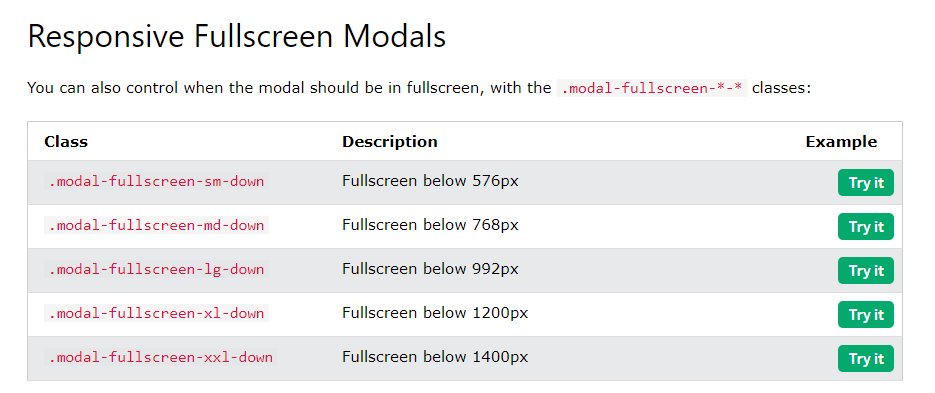 Responsive Fullscreen Modals
You can also control when the modal should be in fullscreen, with the .modal-fullscreen-*-* classes:
Class Description Example
.modal-fullscreen-sm-down Fullscreen below 576px Try it
.modal-fullscreen-md-down Fullscreen below 768px Try it
.modal-fullscreen-lg-down Fullscreen below 992px Try it
.modal-fullscreen-xl-down Fullscreen below 1200px Try it
.modal-fullscreen-xxl-down Fullscreen below 1400px Try it